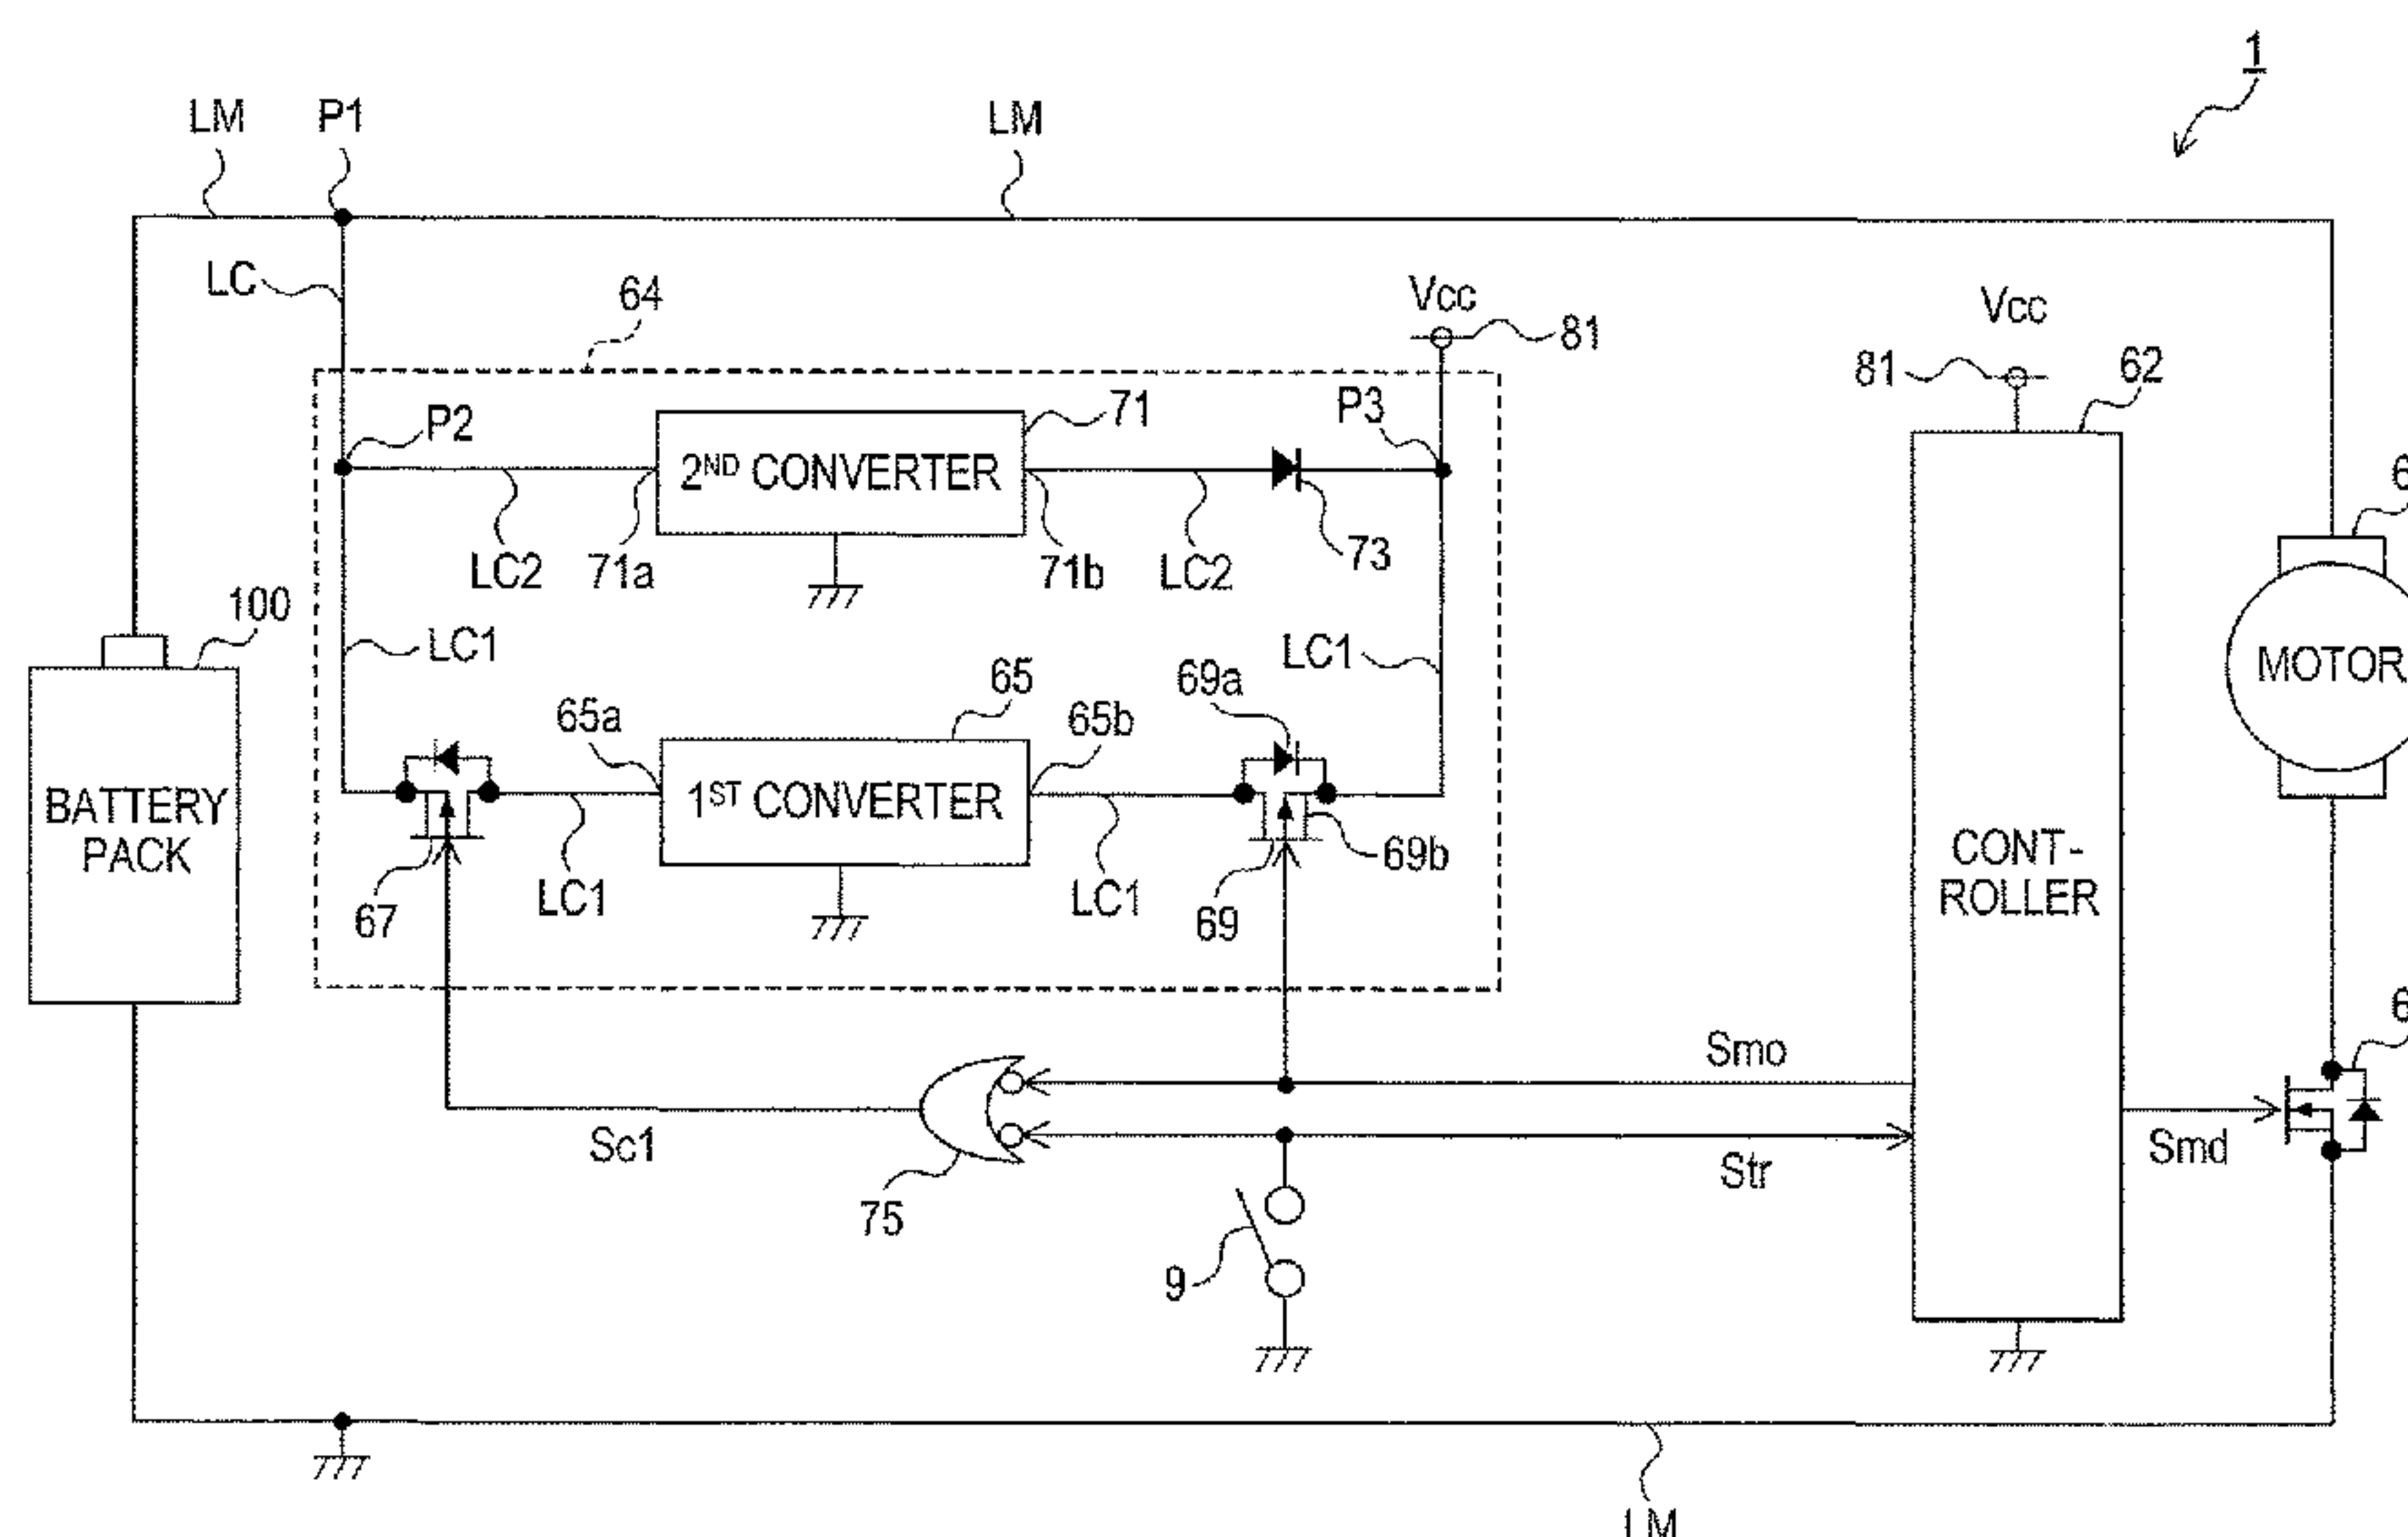 1
LM
P1
LM
LC
64
Vcc
81
Vcc
81
62
P2
71
P3
2ND CONVERTER
LC2
71a
71b
LC2
73
100
LC1
LC1
MOTOR
65a
65
65b
69a
BATTERY
PACK
1ST CONVERTER
67
LC1
LC1
69
69b
CONT-
ROLLER
Smo
Sc1
75
Str
Smd
9
LM